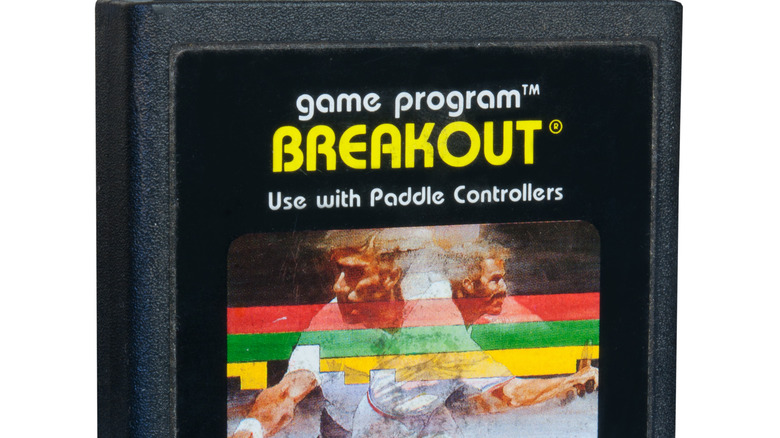 game program™
BREAKOUT®
Use with Paddle Controllers